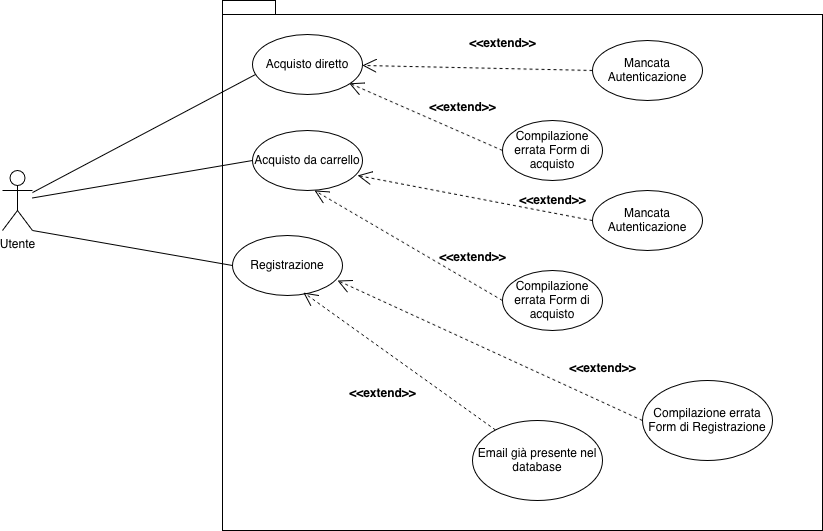 <<extend>>
Acquisto diretto
Mancata
Autenticazione
<<extend>>
Compilazione
errata Form di
acquisto
Acquisto da carrello
<<extend>>
Mancata
Autenticazione
Utente
<<extend>>
Registrazione
Compilazione
errata Form di
acquisto
<<extend>>
<<extend>>
Compilazione errata
Form di Registrazione
Email già presente nel
database